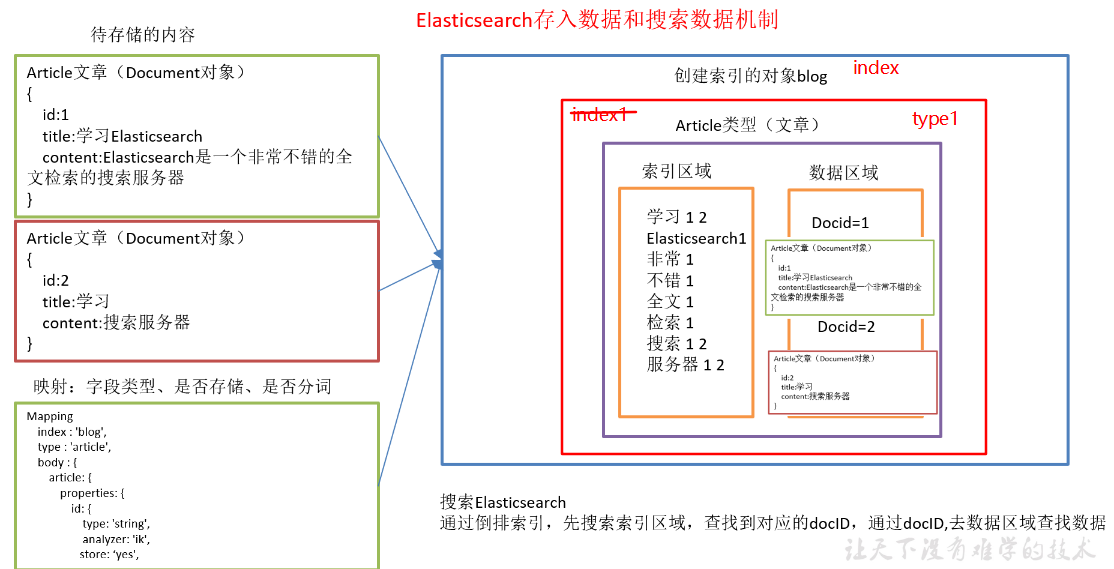 Elasticsearch存入数据和搜索数据机制
待存储的内容
Article文章（Document对象）
{
id:1
title:学习Elasticsearch
content:Elasticsearch是一个非常不错的全
文检索的搜索服务器
}
Article文章（Document对象）
{
id:2
title:学习
content:搜索服务器
}
映射：字段类型、是否存储、是否分词
Mapping
index : 'blog',
type : 'article',
body : {
article: {
properties: {
id: {
type: 'string',
analyzer: 'ik',
store: 'yes',
创建索引的对象blog
index
index1
Article类型（文章）
type1
索引区域
学习 1 2
Elasticsearch1
非常 1
不错 1
全文 1
检索 1
搜索 1 2
服务器 1 2
数据区域
Docid=1
Article文章（Document对象）
{
id:1
title:学习Elasticsearch
content:Elasticsearch是一个非常不错的全
文检索的搜索服务器
}
Docid=2
Article文章（Document对象）
{
id:2
title:学习
content:搜索服务器
}
搜索Elasticsearch
通过倒排索引，先搜索索引区域，查找到对应的docID，通过docID,去数据区域查找数据
让天下没有难学的技术